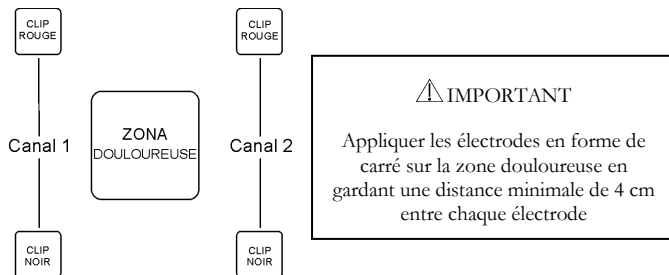 CLIP
ROUGE
CLIP
ROUGE
Canal 1
ZONA
DOULOUREUSE
Canal 2
CLIP
NOIR
CLIP
NOIR
⚠ IMPORTANT
Appliquer les électrodes en forme de
carré sur la zone douloureuse en
gardant une distance minimale de 4 cm
entre chaque électrode